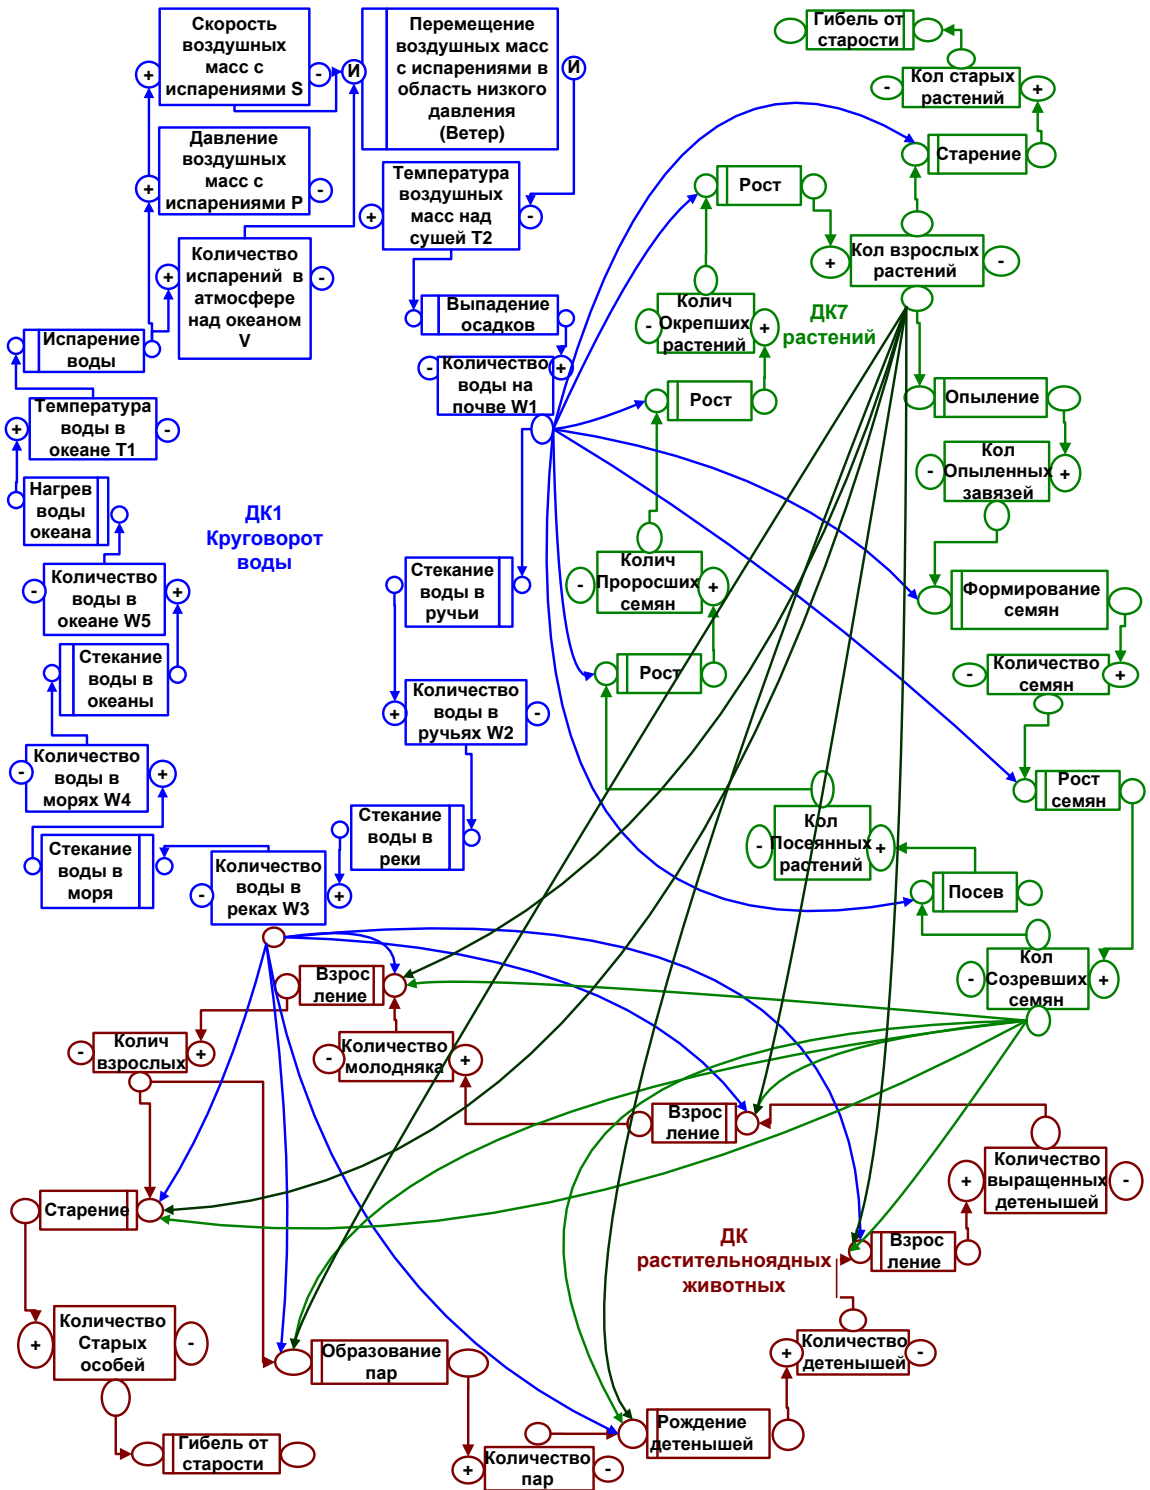 Скорость
воздушных
масс с
испарениями S
+
-
И
Перемещение
воздушных масс
с испарениями в
область низкого
давления
(Ветер)
И
Гибель от
старости
Кол старых
растений
-
+
Давление
воздушных
масс с
испарениями P
+
-
Старение
Температура
воздушных
масс над
сушей T2
+
-
Рост
Количество
испарений в
атмосфере
над океаном
V
+
-
Кол взрослых
растений
+
-
Выпадение
осадков
Колич
Окрепших
растений
-
+
ДК7
растений
Испарение
воды
Количество
воды на
почве W1
-
+
Рост
Опыление
Температура
воды в
океане T1
+
-
Кол
Опыленных
завязей
-
+
Нагрев
воды
океана
ДК1
Круговорот
воды
Количество
воды в
океане W5
-
+
Стекание
воды в
ручьи
Колич
Проросших
семян
-
+
Формирование
семян
Стекание
воды в
океаны
Рост
Количество
семян
-
+
Количество
воды в
ручьях W2
+
-
Количество
воды в
морях W4
-
+
Рост
семян
Стекание
воды в
моря
Стекание
воды в
реки
Кол
Посеянных
растений
-
+
Количество
воды в
реках W3
-
+
Посев
Взрос
ление
Кол
Созревших
семян
-
+
Колич
взрослых
-
+
Количество
молодняка
-
+
Взрос
ление
Количество
выращенных
детенышей
+
-
Старение
ДК
растительноядных
животных
Взрос
ление
Количество
Старых
особей
+
-
Образование
пар
Количество
детенышей
+
-
Гибель от
старости
Рождение
детенышей
Количество
пар
+
-